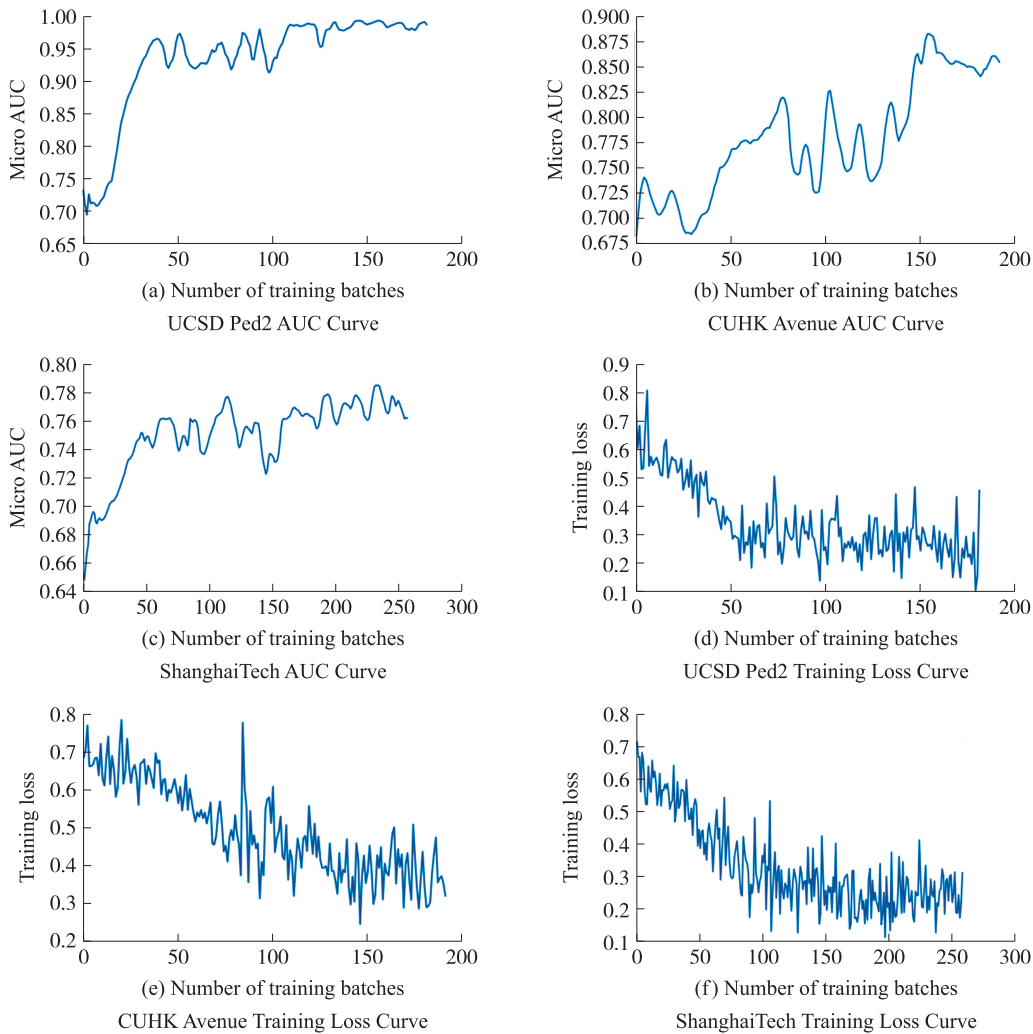 1.00
0.95
0.90
0.85
0.80
0.75
0.70
0.65
Micro AUC
0 50 100 150 200
(a) Number of training batches
UCSD Ped2 AUC Curve
0.900
0.875
0.850
0.825
0.800
0.775
0.750
0.725
0.700
0.675
Micro AUC
0 50 100 150 200
(b) Number of training batches
CUHK Avenue AUC Curve
0.80
0.78
0.76
0.74
0.72
0.70
0.68
0.66
0.64
Micro AUC
0 50 100 150 200 250 300
(c) Number of training batches
ShanghaiTech AUC Curve
0.9
0.8
0.7
0.6
0.5
0.4
0.3
0.2
0.1
Training loss
0 50 100 150 200
(d) Number of training batches
UCSD Ped2 Training Loss Curve
0.8
0.7
0.6
0.5
0.4
0.3
0.2
Training loss
0 50 100 150 200
(e) Number of training batches
CUHK Avenue Training Loss Curve
0.8
0.7
0.6
0.5
0.4
0.3
0.2
0.1
Training loss
0 50 100 150 200 250 300
(f) Number of training batches
ShanghaiTech Training Loss Curve